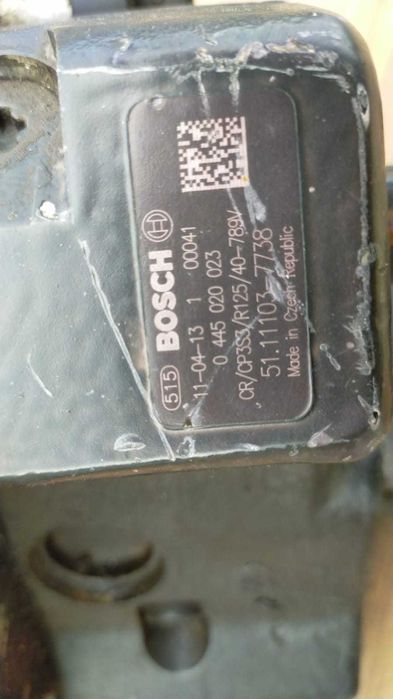 515 BOSCH
11-04-13 1 00041
0 445 020 023
CR/CP3S3/R125/40-789V
51.11103-7738
Made in Czech Republic